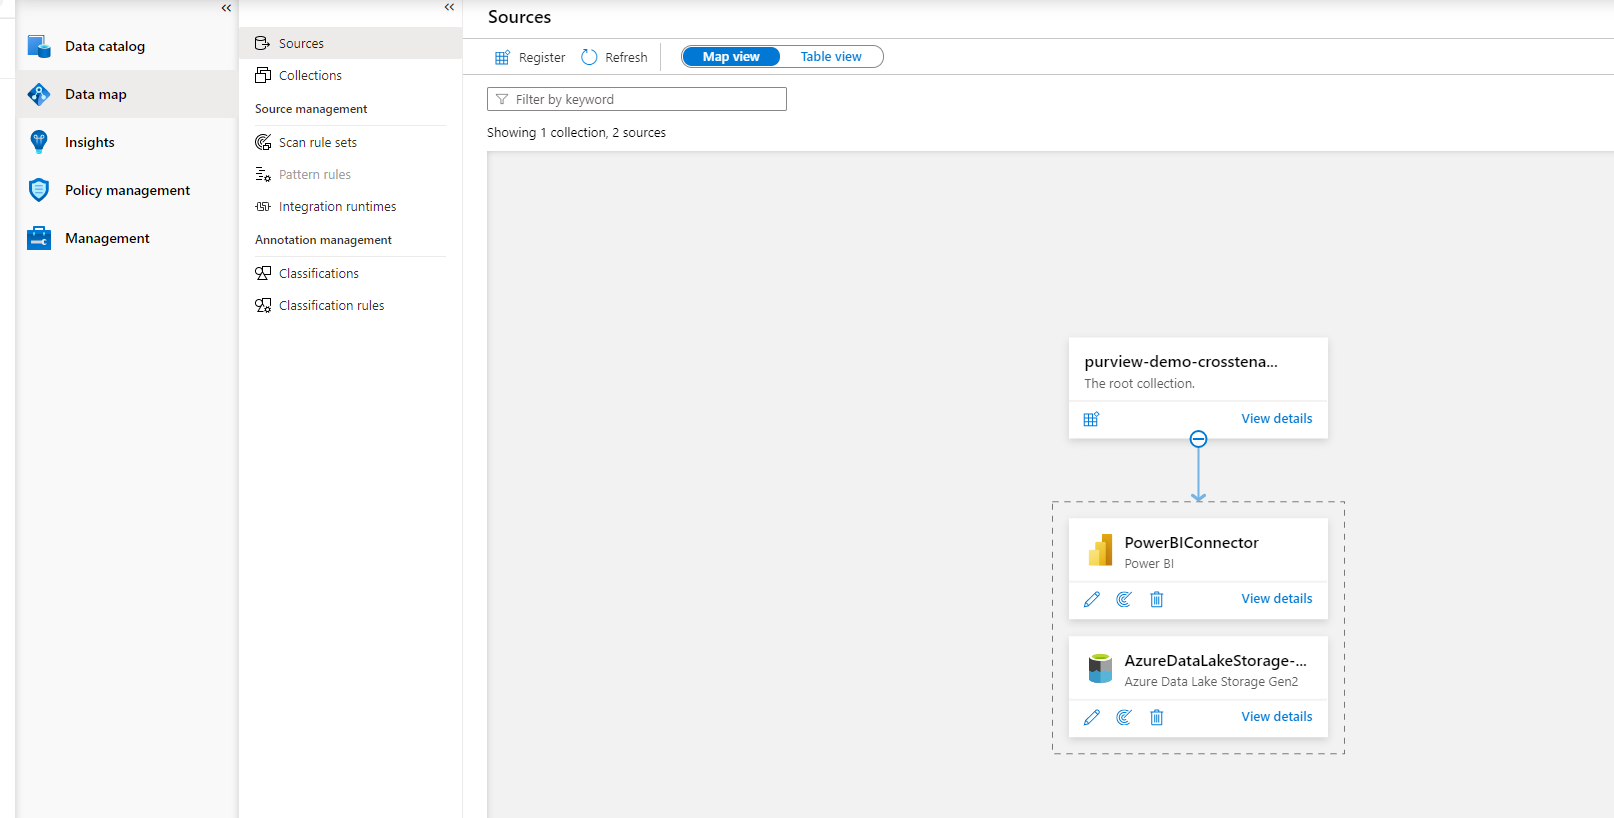 Data catalog
Data map
Insights
Policy management
Management
Sources
Collections
Source management
Scan rule sets
Pattern rules
Integration runtimes
Annotation management
Classifications
Classification rules
Sources
Register
Refresh
Map view
Table view
Filter by keyword
Showing 1 collection, 2 sources
purview-demo-crosstena...
The root collection.
View details
PowerBIConnector
Power BI
View details
AzureDataLakeStorage-...
Azure Data Lake Storage Gen2
View details